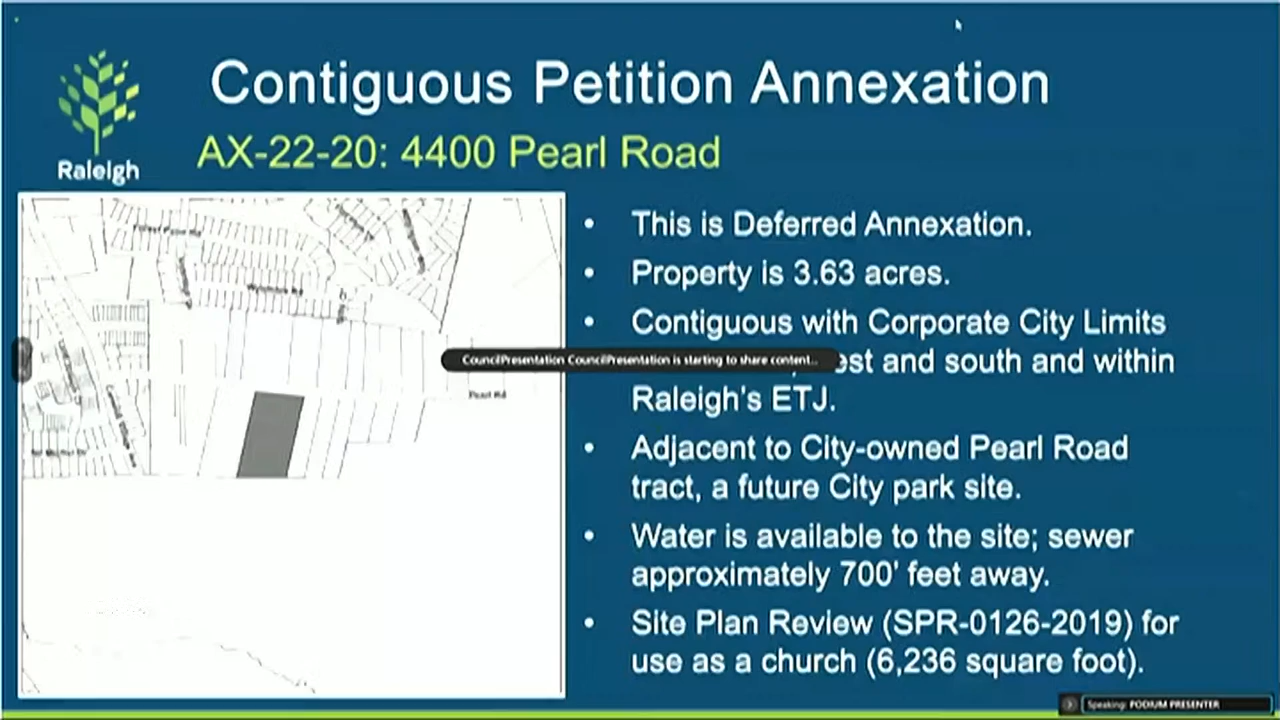 Contiguous Petition Annexation
Raleigh
AX-22-20: 4400 Pearl Road
• This is Deferred Annexation.
• Property is 3.63 acres.
• Contiguous with Corporate City Limits
CouncilPresentation CouncilPresentation is starting to share content...
est and south and within
Raleigh's ETJ.
• Adjacent to City-owned Pearl Road
tract, a future City park site.
• Water is available to the site; sewer
approximately 700' feet away.
• Site Plan Review (SPR-0126-2019) for
use as a church (6,236 square foot).
Pearl Rd
Speaking: PODIUM PRESENTER